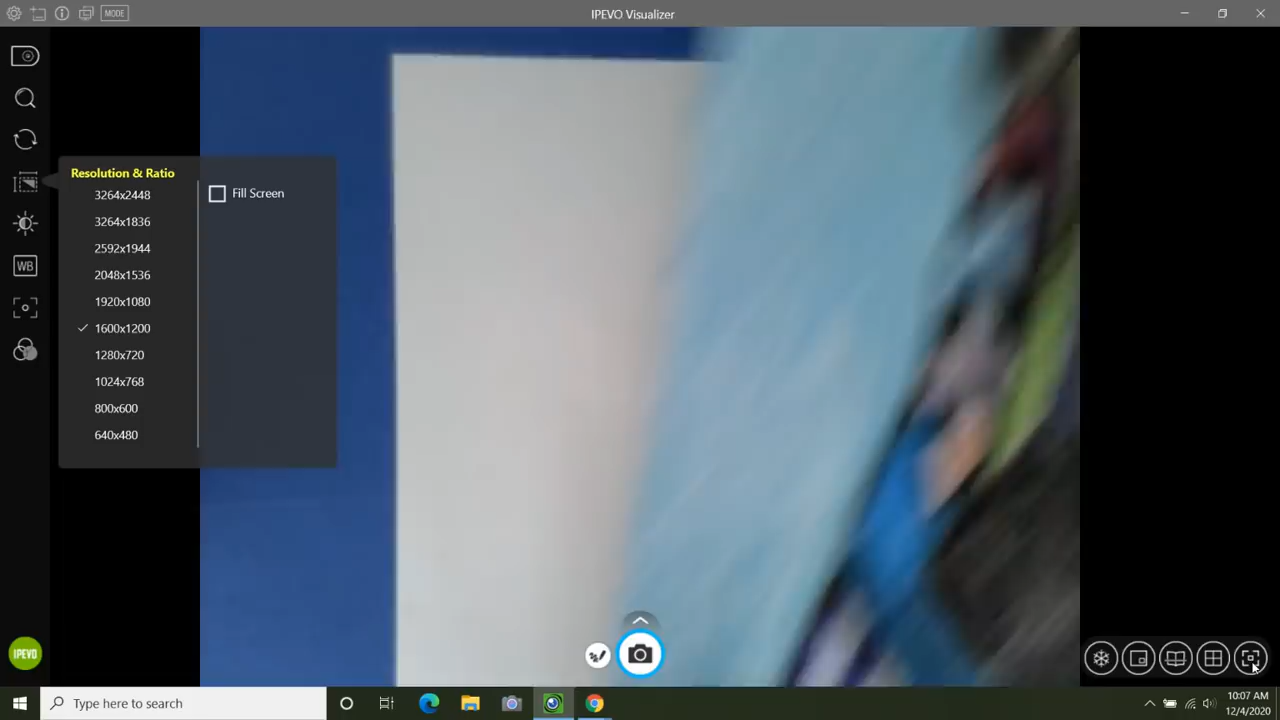 MODE
IPEVO Visualizer
Resolution & Ratio
3264x2448
Fill Screen
3264x1836
2592x1944
2048x1536
1920x1080
1600x1200
1280x720
1024x768
800x600
640x480
WB
IPEVO
Type here to search
10:07 AM
12/4/2020